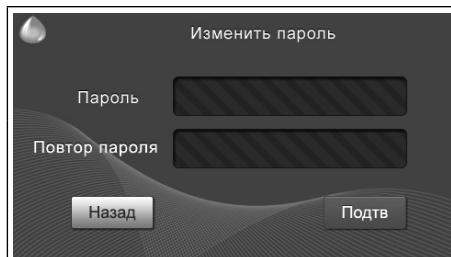 Изменить пароль
Пароль
Повтор пароля
Назад
Подтв